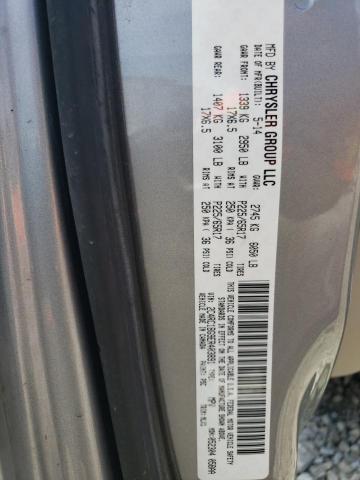 MFD BY CHRYSLER GROUP LLC
DATE OF MFR(BUILT): 5-14
GVWR: 2745 KG 6050 LB
GAWR FRONT: 1339 KG 2950 LB TIRES P225/65R17
RIMS AT 17X6.5 250 KPA ( 36 PSI) COLD
GAWR REAR: 1407 KG 3100 LB TIRES P225/65R17
RIMS AT 17X6.5 250 KPA ( 36 PSI) COLD
THIS VEHICLE CONFORMS TO ALL APPLICABLE U.S.A. FEDERAL MOTOR VEHICLE SAFETY
STANDARDS IN EFFECT ON THE DATE OF MANUFACTURE SHOWN ABOVE.
TYPE: MPV
VEHICLE MADE IN CANADA